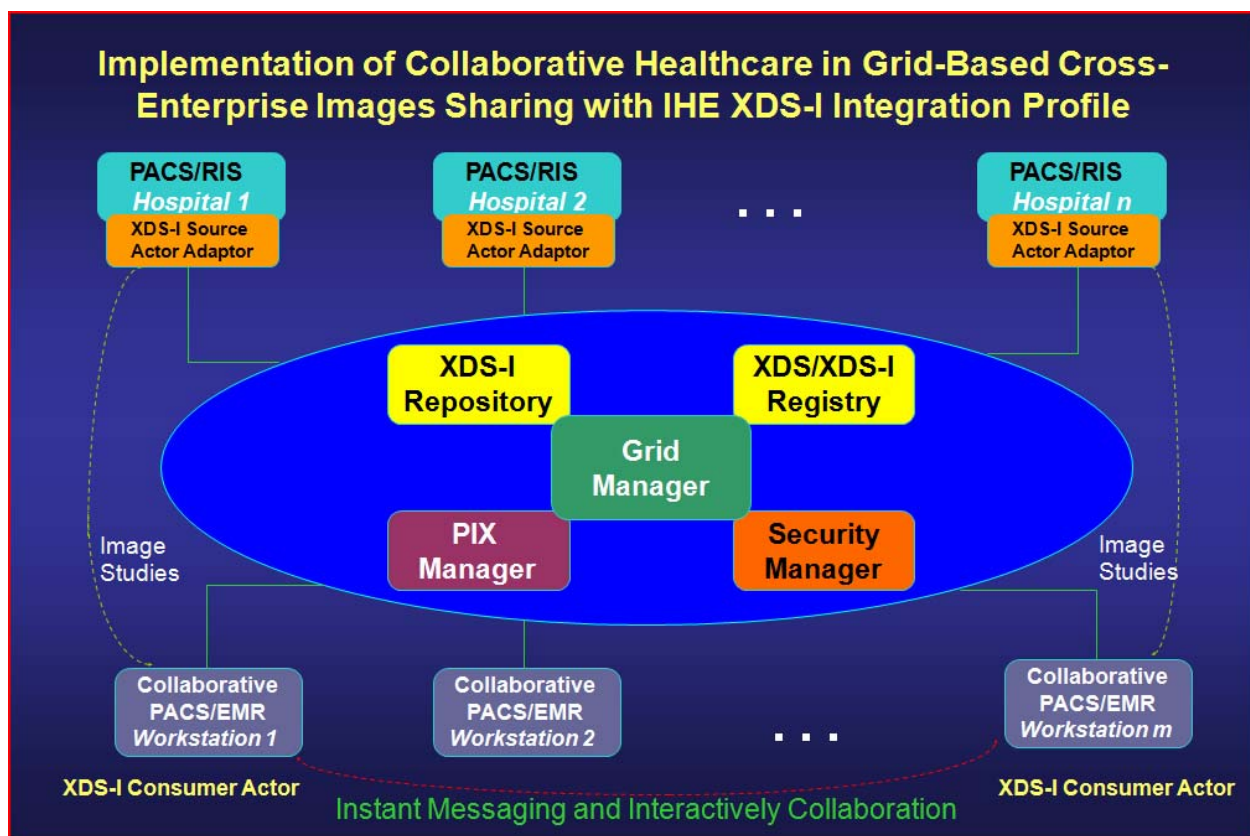 Implementation of Collaborative Healthcare in Grid-Based Cross-
Enterprise Images Sharing with IHE XDS-I Integration Profile
PACS/RIS
Hospital 1
XDS-I Source
Actor Adaptor
PACS/RIS
Hospital 2
XDS-I Source
Actor Adaptor
. . .
PACS/RIS
Hospital n
XDS-I Source
Actor Adaptor
XDS-I
Repository
XDS/XDS-I
Registry
Grid
Manager
PIX
Manager
Security
Manager
Image
Studies
Image
Studies
Collaborative
PACS/EMR
Workstation 1
Collaborative
PACS/EMR
Workstation 2
. . .
Collaborative
PACS/EMR
Workstation m
XDS-I Consumer Actor
XDS-I Consumer Actor
Instant Messaging and Interactively Collaboration